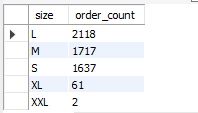 size order_count
L 2118
M 1717
S 1637
XL 61
XXL 2